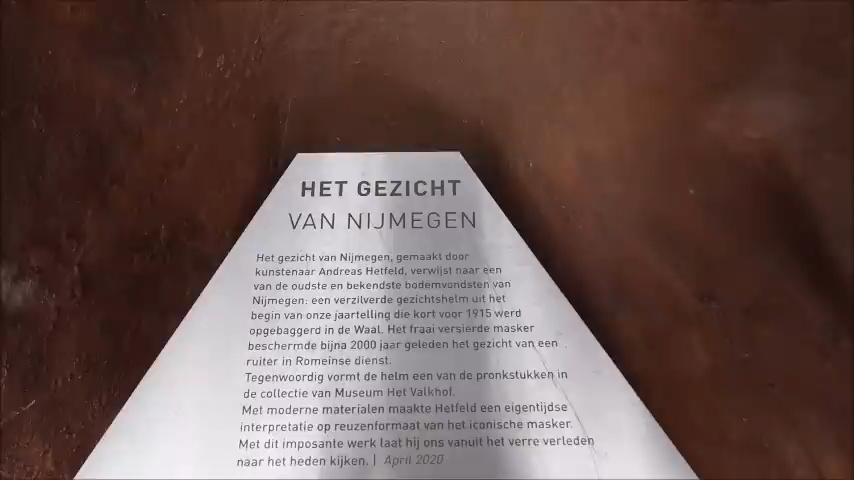 HET GEZICHT
VAN NIJMEGEN
Het gezicht van Nijmegen, gemaakt door
kunstenaar Andreas Hetfeld, verwijst naar een
van de oudste en bekendste bodemvondsten van
Nijmegen: een verzilverde gezichtshelm uit het
begin van onze jaartelling die kort voor 1915 werd
opgebaggerd in de Waal. Het fraai versierde masker
beschermde bijna 2000 jaar geleden het gezicht van een
ruiter in Romeinse dienst.
Tegenwoordig vormt de helm een van de pronkstukken in
de collectie van Museum Het Valkhof.
Met moderne materialen maakte Hetfeld een eigentijdse
interpretatie op reuzenformaat van het iconische masker.
Met dit imposante werk laat hij ons vanuit het verre verleden
naar het heden kijken. | April 2020